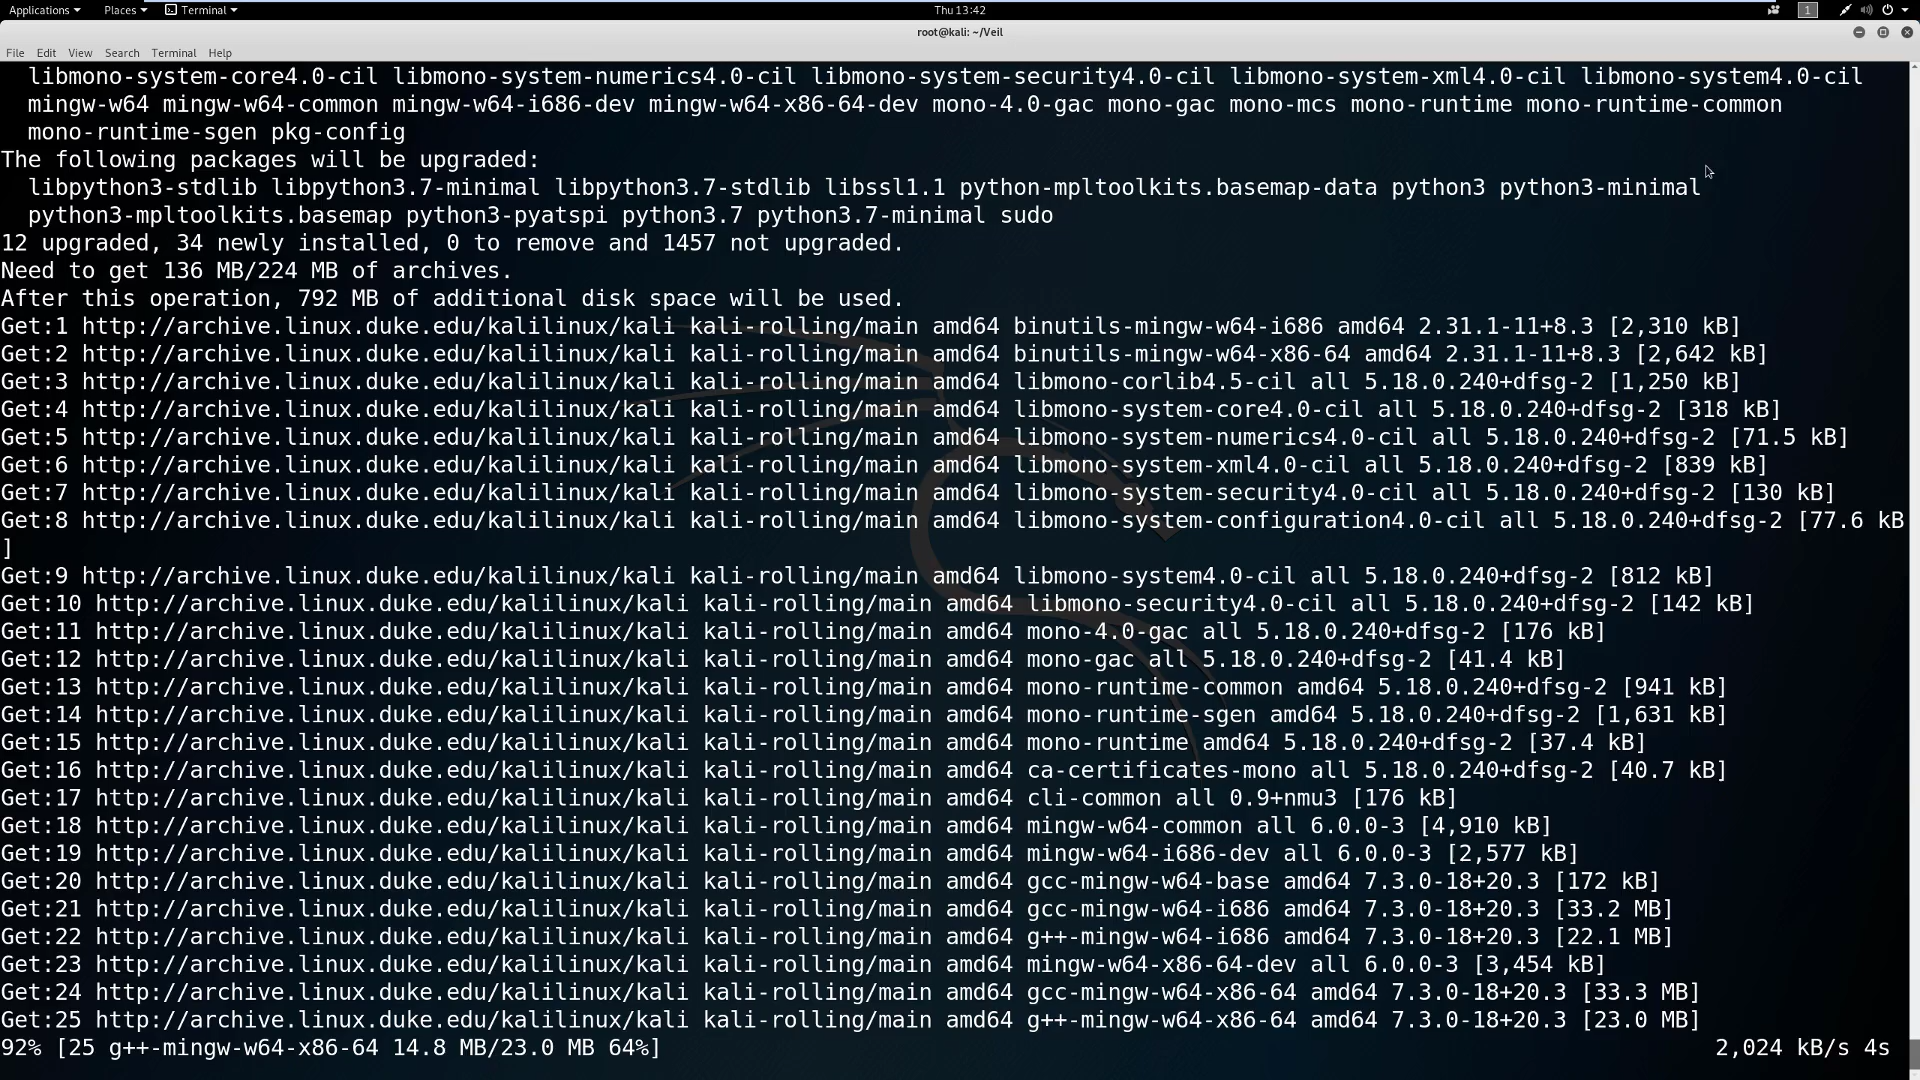 Applications Places Terminal Thu 13:42 1
root@kali: ~/Veil
File Edit View Search Terminal Help
libmono-system-core4.0-cil libmono-system-numerics4.0-cil libmono-system-security4.0-cil libmono-system-xml4.0-cil libmono-system4.0-cil
mingw-w64 mingw-w64-common mingw-w64-i686-dev mingw-w64-x86-64-dev mono-4.0-gac mono-gac mono-mcs mono-runtime mono-runtime-common
mono-runtime-sgen pkg-config
The following packages will be upgraded:
libpython3-stdlib libpython3.7-minimal libpython3.7-stdlib libssl1.1 python-mpltoolkits.basemap-data python3 python3-minimal
python3-mpltoolkits.basemap python3-pyatspi python3.7 python3.7-minimal sudo
12 upgraded, 34 newly installed, 0 to remove and 1457 not upgraded.
Need to get 136 MB/224 MB of archives.
After this operation, 792 MB of additional disk space will be used.
Get:1 http://archive.linux.duke.edu/kalilinux/kali kali-rolling/main amd64 binutils-mingw-w64-i686 amd64 2.31.1-11+8.3 [2,310 kB]
Get:2 http://archive.linux.duke.edu/kalilinux/kali kali-rolling/main amd64 binutils-mingw-w64-x86-64 amd64 2.31.1-11+8.3 [2,642 kB]
Get:3 http://archive.linux.duke.edu/kalilinux/kali kali-rolling/main amd64 libmono-corlib4.5-cil all 5.18.0.240+dfsg-2 [1,250 kB]
Get:4 http://archive.linux.duke.edu/kalilinux/kali kali-rolling/main amd64 libmono-system-core4.0-cil all 5.18.0.240+dfsg-2 [318 kB]
Get:5 http://archive.linux.duke.edu/kalilinux/kali kali-rolling/main amd64 libmono-system-numerics4.0-cil all 5.18.0.240+dfsg-2 [71.5 kB]
Get:6 http://archive.linux.duke.edu/kalilinux/kali kali-rolling/main amd64 libmono-system-xml4.0-cil all 5.18.0.240+dfsg-2 [839 kB]
Get:7 http://archive.linux.duke.edu/kalilinux/kali kali-rolling/main amd64 libmono-system-security4.0-cil all 5.18.0.240+dfsg-2 [130 kB]
Get:8 http://archive.linux.duke.edu/kalilinux/kali kali-rolling/main amd64 libmono-system-configuration4.0-cil all 5.18.0.240+dfsg-2 [77.6 kB
]
Get:9 http://archive.linux.duke.edu/kalilinux/kali kali-rolling/main amd64 libmono-system4.0-cil all 5.18.0.240+dfsg-2 [812 kB]
Get:10 http://archive.linux.duke.edu/kalilinux/kali kali-rolling/main amd64 libmono-security4.0-cil all 5.18.0.240+dfsg-2 [142 kB]
Get:11 http://archive.linux.duke.edu/kalilinux/kali kali-rolling/main amd64 mono-4.0-gac all 5.18.0.240+dfsg-2 [176 kB]
Get:12 http://archive.linux.duke.edu/kalilinux/kali kali-rolling/main amd64 mono-gac all 5.18.0.240+dfsg-2 [41.4 kB]
Get:13 http://archive.linux.duke.edu/kalilinux/kali kali-rolling/main amd64 mono-runtime-common amd64 5.18.0.240+dfsg-2 [941 kB]
Get:14 http://archive.linux.duke.edu/kalilinux/kali kali-rolling/main amd64 mono-runtime-sgen amd64 5.18.0.240+dfsg-2 [1,631 kB]
Get:15 http://archive.linux.duke.edu/kalilinux/kali kali-rolling/main amd64 mono-runtime amd64 5.18.0.240+dfsg-2 [37.4 kB]
Get:16 http://archive.linux.duke.edu/kalilinux/kali kali-rolling/main amd64 ca-certificates-mono all 5.18.0.240+dfsg-2 [40.7 kB]
Get:17 http://archive.linux.duke.edu/kalilinux/kali kali-rolling/main amd64 cli-common all 0.9+nmu3 [176 kB]
Get:18 http://archive.linux.duke.edu/kalilinux/kali kali-rolling/main amd64 mingw-w64-common all 6.0.0-3 [4,910 kB]
Get:19 http://archive.linux.duke.edu/kalilinux/kali kali-rolling/main amd64 mingw-w64-i686-dev all 6.0.0-3 [2,577 kB]
Get:20 http://archive.linux.duke.edu/kalilinux/kali kali-rolling/main amd64 gcc-mingw-w64-base amd64 7.3.0-18+20.3 [172 kB]
Get:21 http://archive.linux.duke.edu/kalilinux/kali kali-rolling/main amd64 gcc-mingw-w64-i686 amd64 7.3.0-18+20.3 [33.2 MB]
Get:22 http://archive.linux.duke.edu/kalilinux/kali kali-rolling/main amd64 g++-mingw-w64-i686 amd64 7.3.0-18+20.3 [22.1 MB]
Get:23 http://archive.linux.duke.edu/kalilinux/kali kali-rolling/main amd64 mingw-w64-x86-64-dev all 6.0.0-3 [3,454 kB]
Get:24 http://archive.linux.duke.edu/kalilinux/kali kali-rolling/main amd64 gcc-mingw-w64-x86-64 amd64 7.3.0-18+20.3 [33.3 MB]
Get:25 http://archive.linux.duke.edu/kalilinux/kali kali-rolling/main amd64 g++-mingw-w64-x86-64 amd64 7.3.0-18+20.3 [23.0 MB]
92% [25 g++-mingw-w64-x86-64 14.8 MB/23.0 MB 64%] 2,024 kB/s 4s